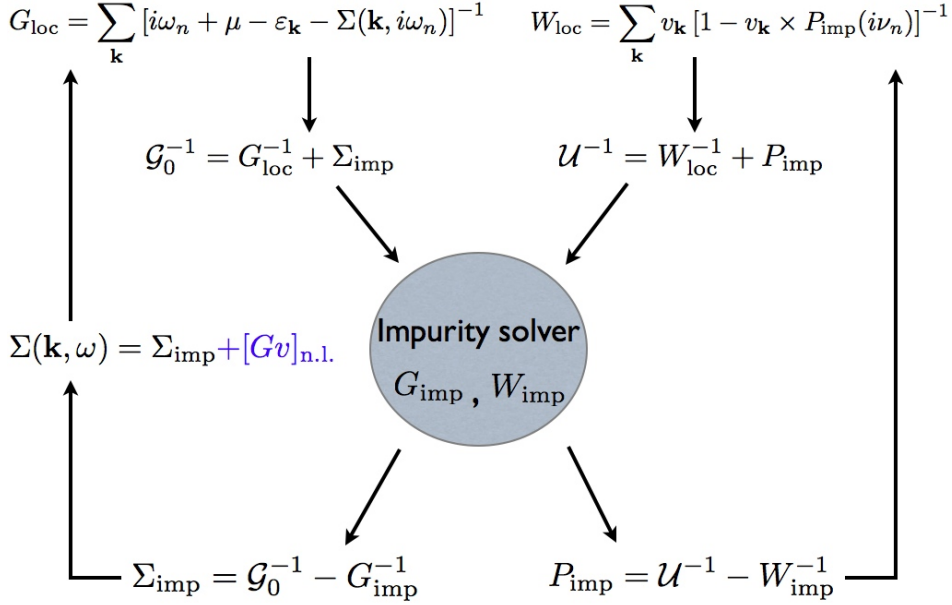 G_loc = ∑_k [iω_n + μ − ε_k − Σ(k, iω_n)]^−1
W_loc = ∑_k v_k [1 − v_k × P_imp(iν_n)]^−1
𝒢_0^−1 = G_loc^−1 + Σ_imp
𝒰^−1 = W_loc^−1 + P_imp
Σ(k, ω) = Σ_imp+[Gv]_n.l.
Impurity solver
G_imp , W_imp
Σ_imp = 𝒢_0^−1 − G_imp^−1
P_imp = 𝒰^−1 − W_imp^−1